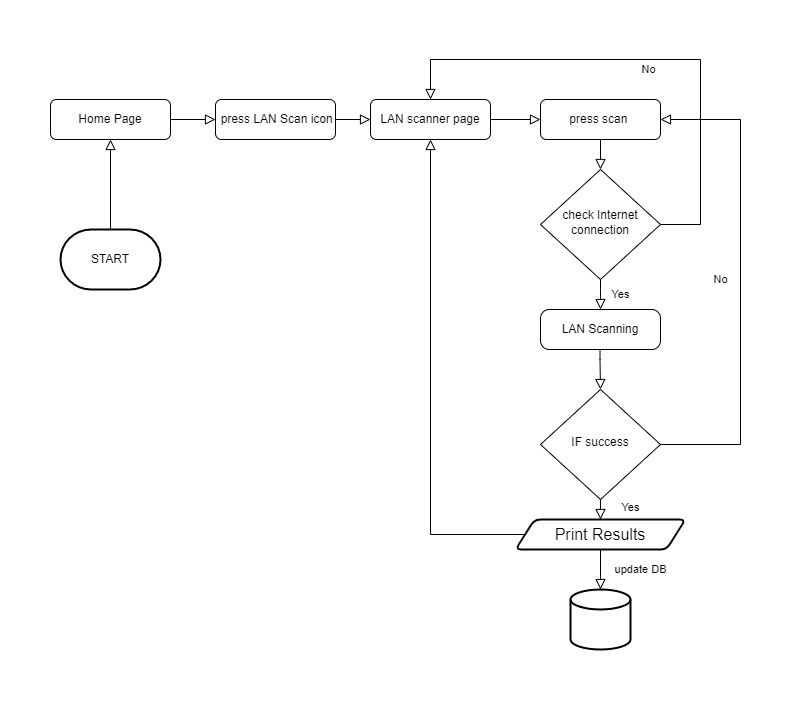 No
Home Page
press LAN Scan icon
LAN scanner page
press scan
check Internet
connection
START
No
Yes
LAN Scanning
IF success
Yes
Print Results
update DB